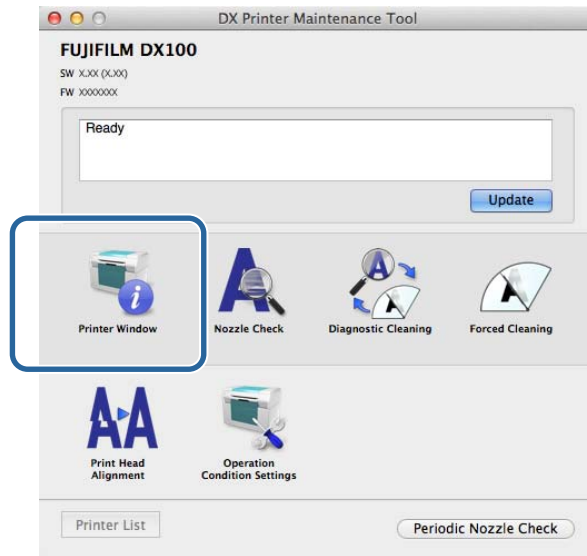 DX Printer Maintenance Tool
FUJIFILM DX100
SW X.XX (X.XX)
FW XXXXXXX
Ready
Update
Printer Window
Nozzle Check
Diagnostic Cleaning
Forced Cleaning
Print Head
Alignment
Operation
Condition Settings
Printer List
Periodic Nozzle Check